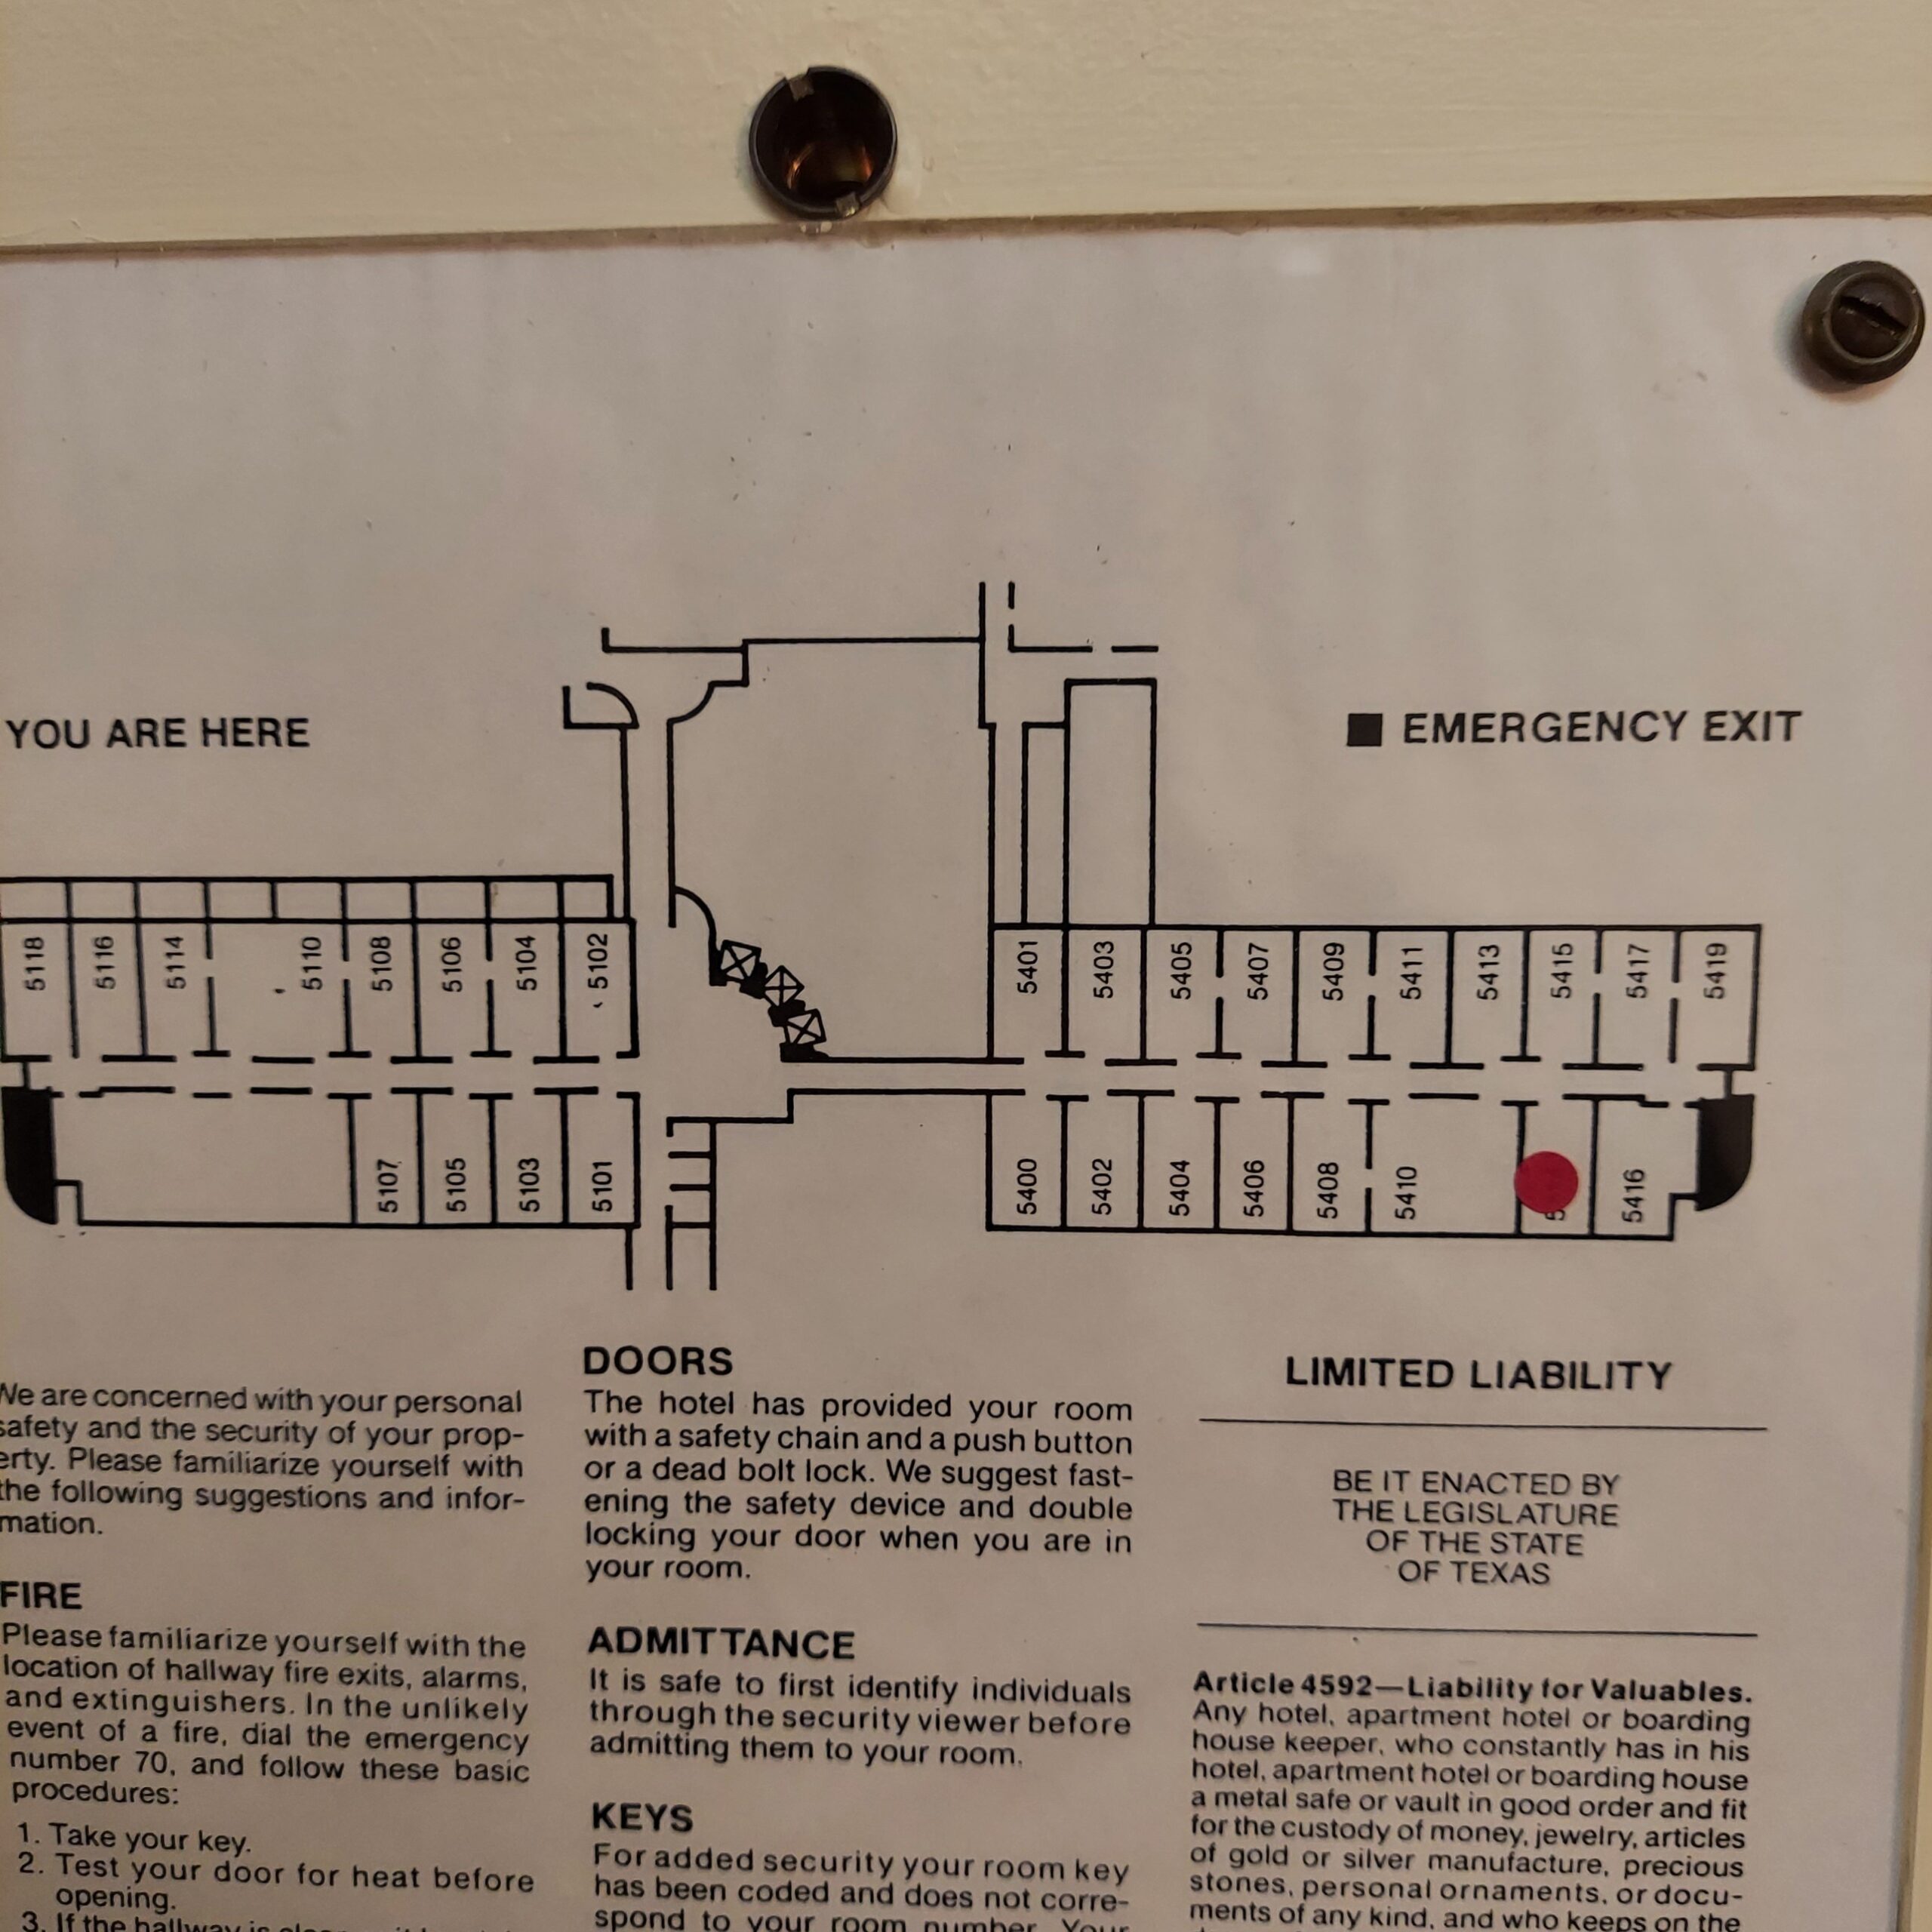 YOU ARE HERE
EMERGENCY EXIT
5118
5116
5114
5110
5108
5106
5104
5102
5401
5403
5405
5407
5409
5411
5413
5415
5417
5419
5107
5105
5103
5101
5400
5402
5404
5406
5408
5410
5416
We are concerned with your personal
safety and the security of your prop-
erty. Please familiarize yourself with
the following suggestions and infor-
mation.
FIRE
Please familiarize yourself with the
location of hallway fire exits, alarms,
and extinguishers. In the unlikely
event of a fire, dial the emergency
number 70, and follow these basic
procedures:
1. Take your key.
2. Test your door for heat before
opening.
3. If the hallway is
DOORS
The hotel has provided your room
with a safety chain and a push button
or a dead bolt lock. We suggest fast-
ening the safety device and double
locking your door when you are in
your room.
ADMITTANCE
It is safe to first identify individuals
through the security viewer before
admitting them to your room.
KEYS
For added security your room key
has been coded and does not corre-
spond to your room number. Your
LIMITED LIABILITY
BE IT ENACTED BY
THE LEGISLATURE
OF THE STATE
OF TEXAS
Article 4592—Liability for Valuables.
Any hotel, apartment hotel or boarding
house keeper, who constantly has in his
hotel, apartment hotel or boarding house
a metal safe or vault in good order and fit
for the custody of money, jewelry, articles
of gold or silver manufacture, precious
stones, personal ornaments, or docu-
ments of any kind, and who keeps on the